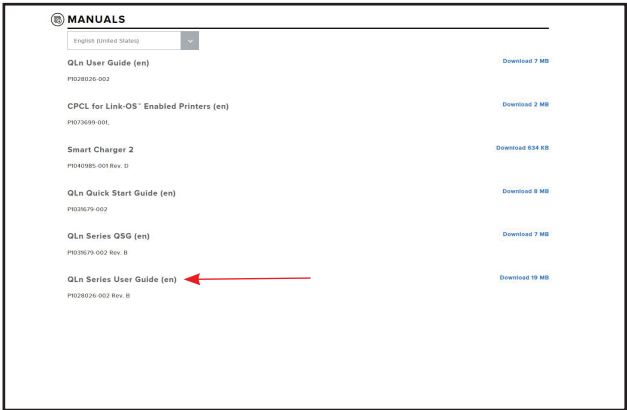 MANUALS
English (United States)
QLn User Guide (en)
Download 7 MB
P1028026-002
CPCL for Link-OS™ Enabled Printers (en)
Download 2 MB
P1073699-001,
Smart Charger 2
Download 634 KB
P1040985-001 Rev. D
QLn Quick Start Guide (en)
Download 8 MB
P1031679-002
QLn Series QSG (en)
Download 7 MB
P1031679-002 Rev. B
QLn Series User Guide (en)
Download 19 MB
P1028026-002 Rev. B